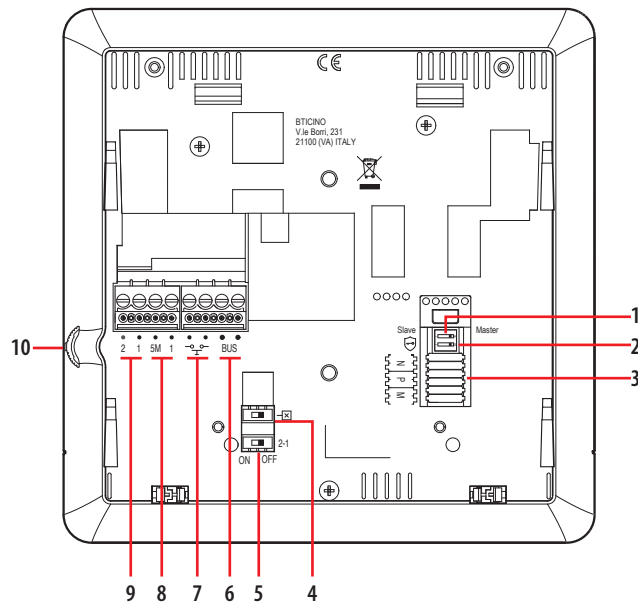 CE
BTICINO
V.le Borri, 231
21100 (VA) ITALY
1
Slave
Master
2
10
2 1 5M 1
BUS
N
P
M
3
2-1
ON OFF
9 8 7 6 5 4